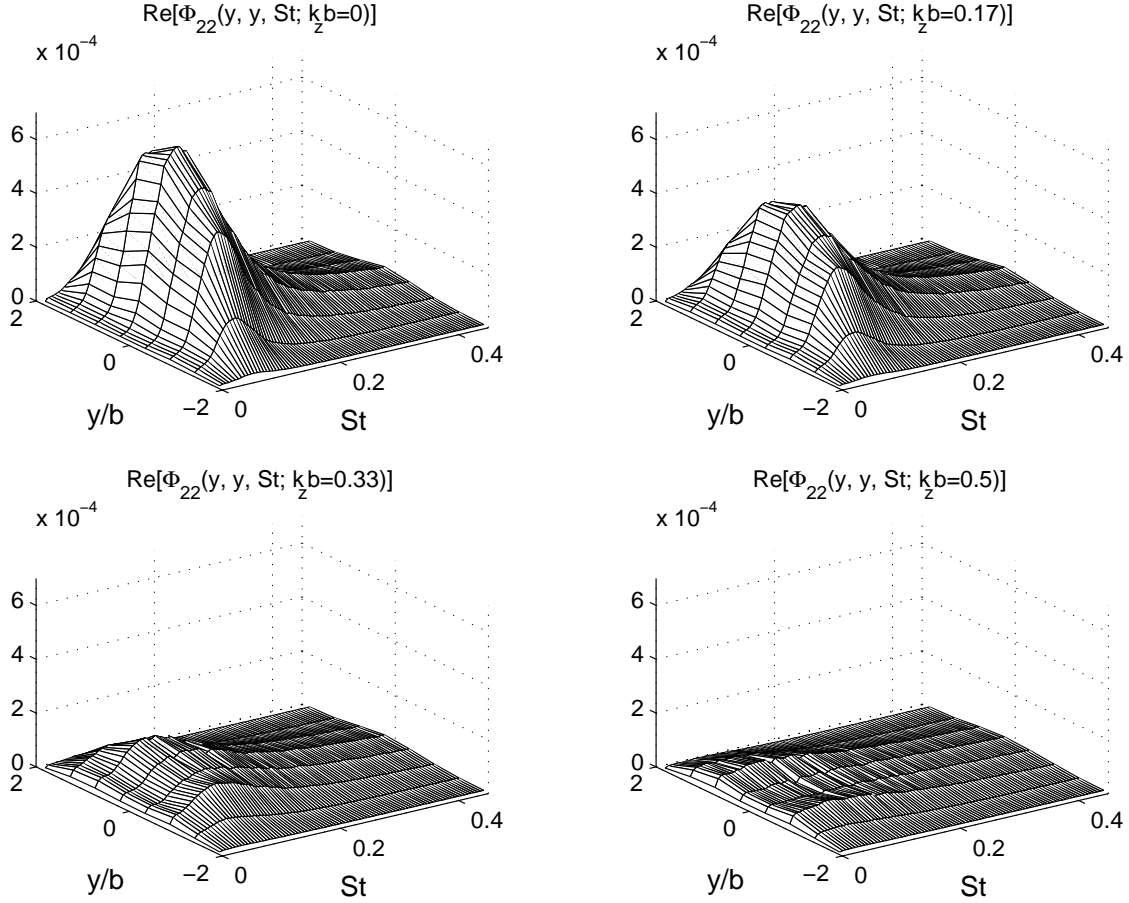 Re[Φ22(y, y, St; kzb=0)]
x 10−4
6
4
2
0
2
0
−2
0
0.2
0.4
y/b
St
Re[Φ22(y, y, St; kzb=0.17)]
x 10−4
6
4
2
0
2
0
−2
0
0.2
0.4
y/b
St
Re[Φ22(y, y, St; kzb=0.33)]
x 10−4
6
4
2
0
2
0
−2
0
0.2
0.4
y/b
St
Re[Φ22(y, y, St; kzb=0.5)]
x 10−4
6
4
2
0
2
0
−2
0
0.2
0.4
y/b
St